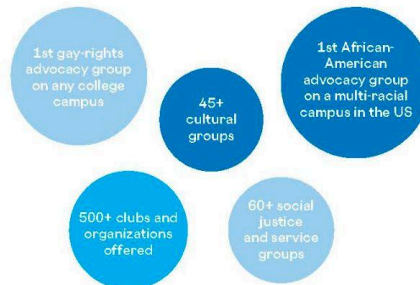 1st gay-rights
advocacy group
on any college
campus
1st African-
American
advocacy group
on a multi-racial
campus in the US
45+
cultural
groups
500+ clubs and
organizations
offered
60+ social
justice
and service
groups